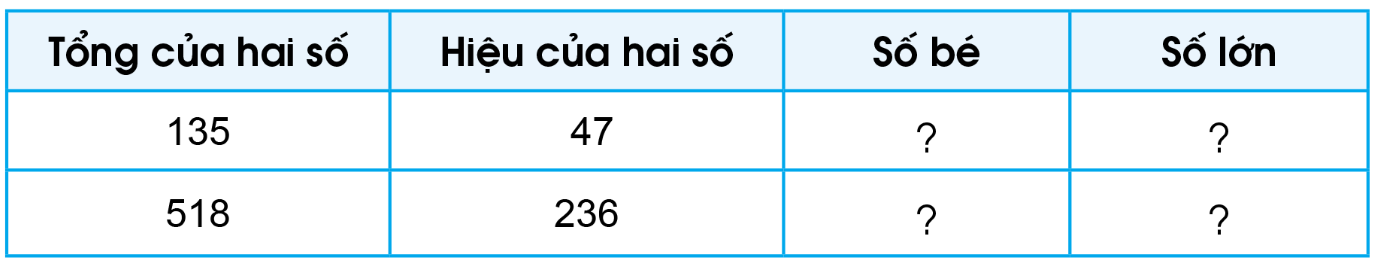 Tổng của hai số Hiệu của hai số Số bé Số lớn
135 47 ? ?
518 236 ? ?